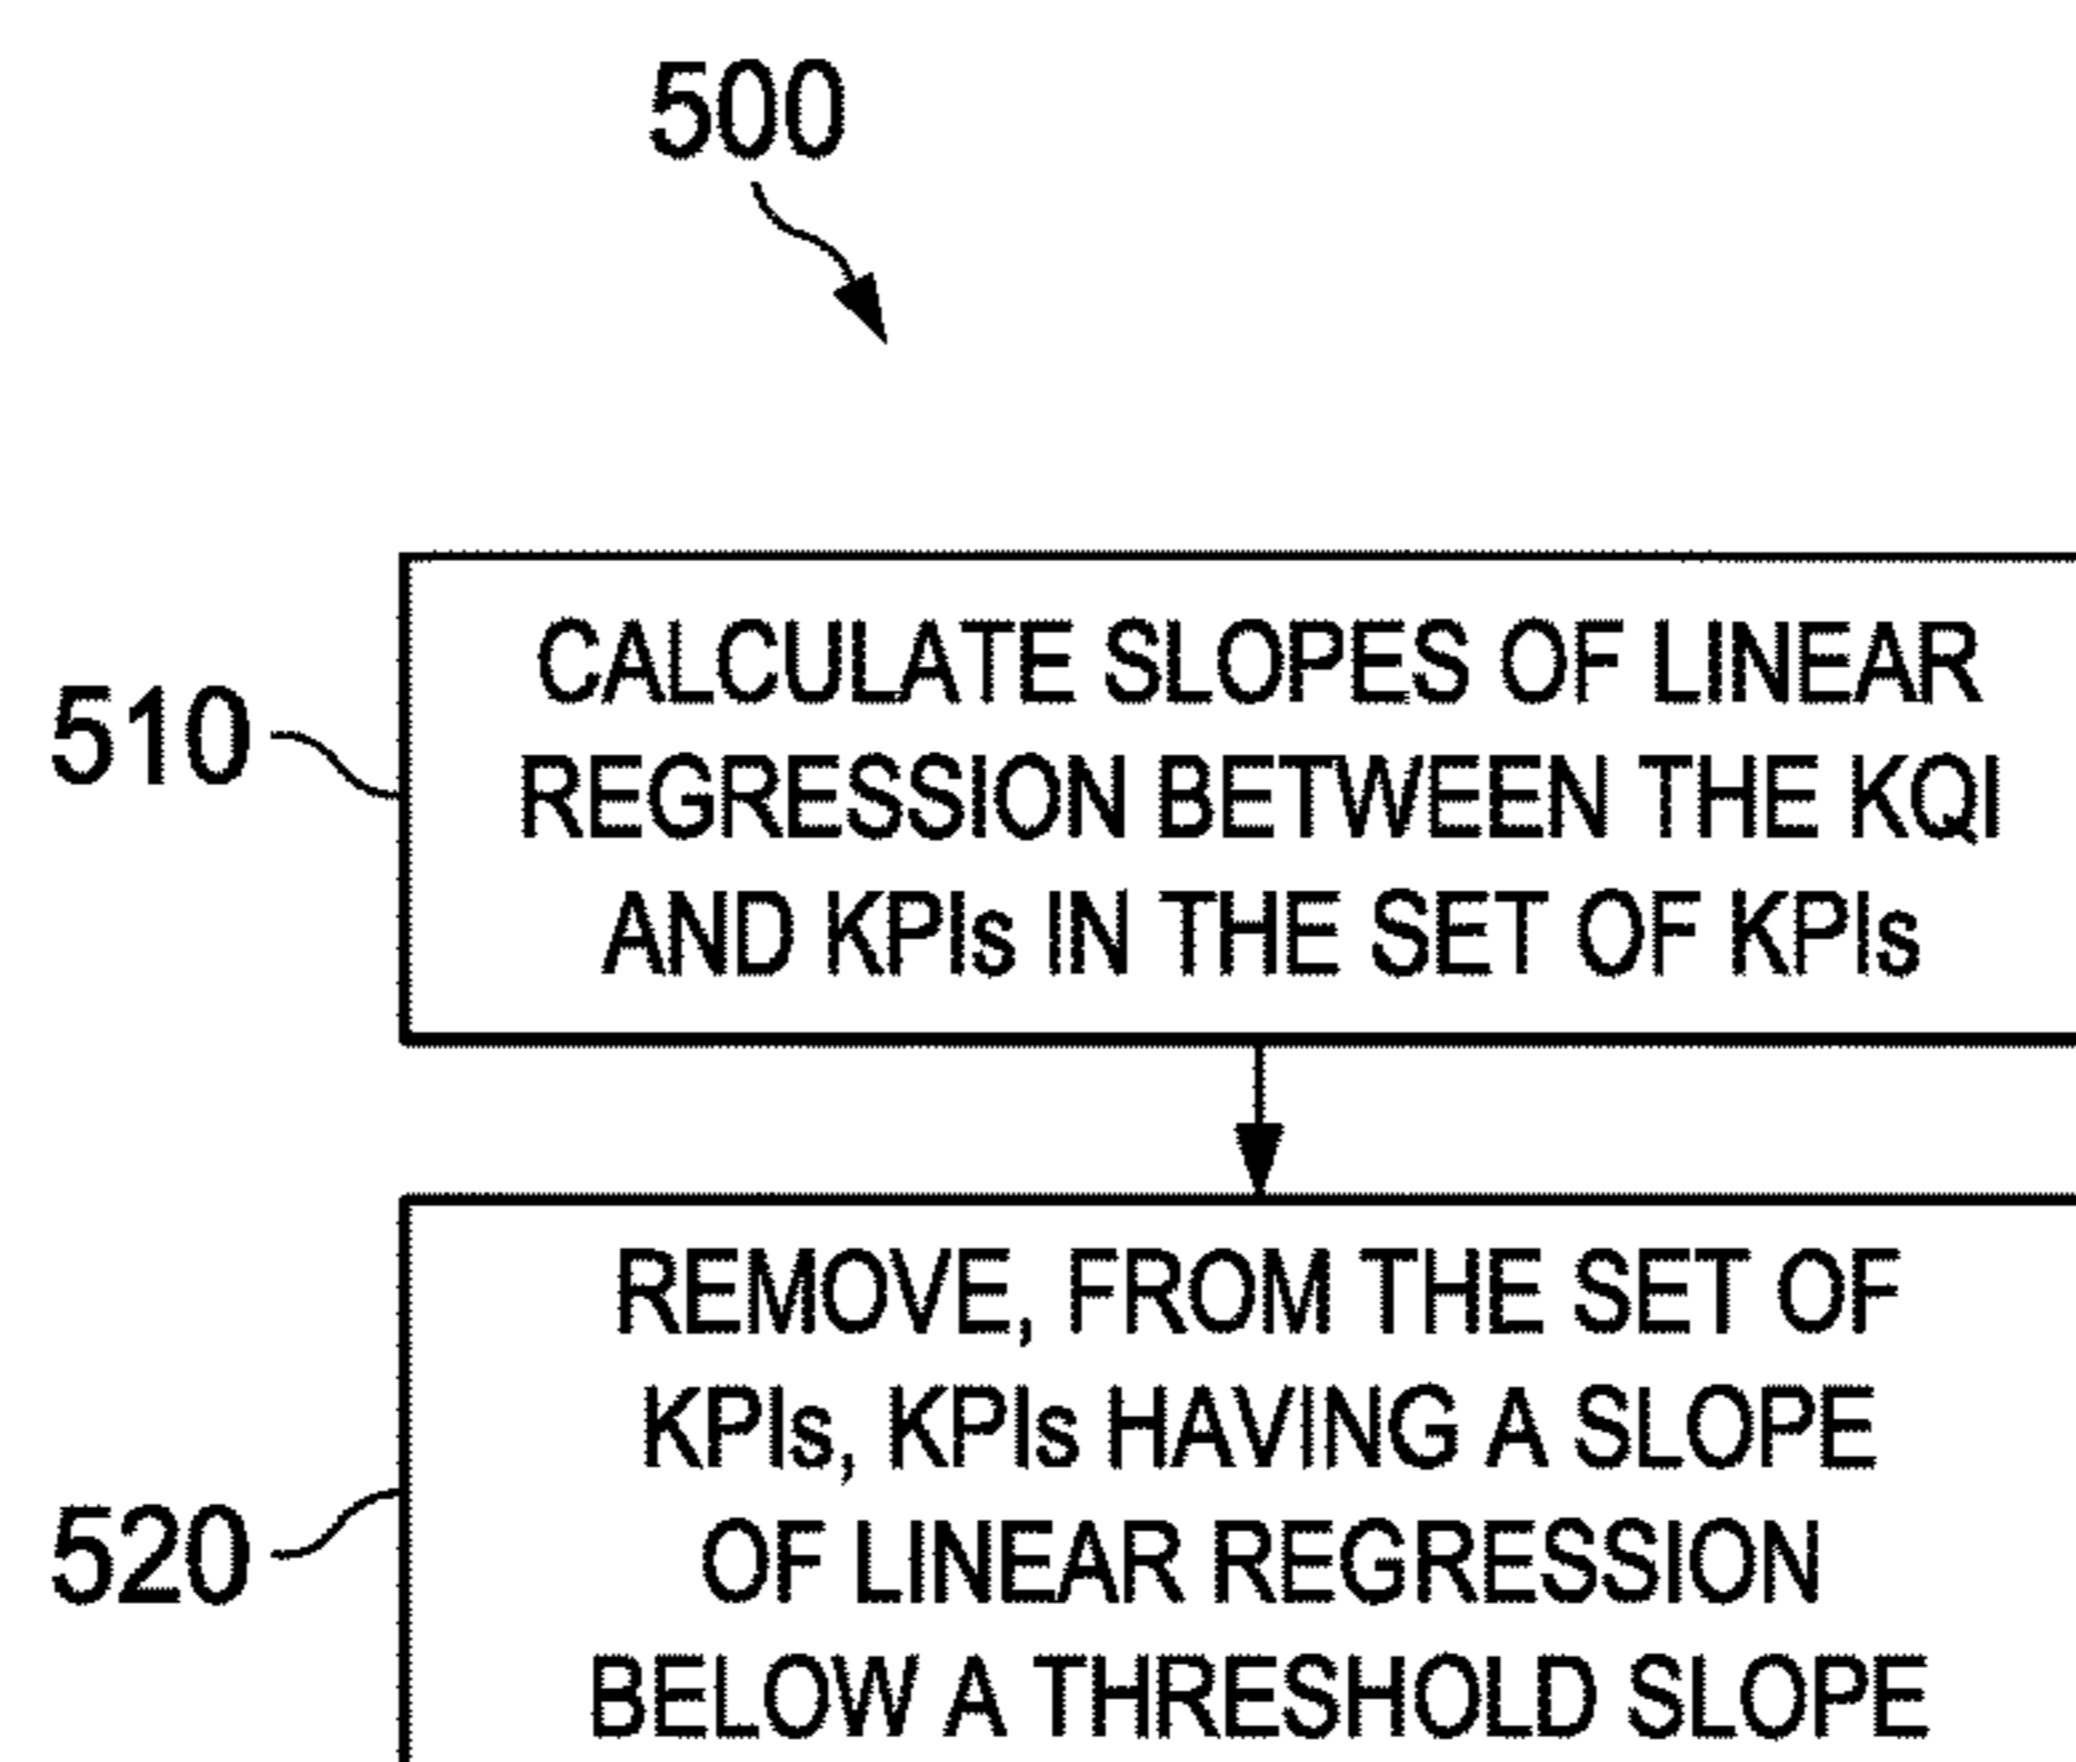 500
510
CALCULATE SLOPES OF LINEAR
REGRESSION BETWEEN THE KQI
AND KPIs IN THE SET OF KPIs
520
REMOVE, FROM THE SET OF
KPIs, KPIs HAVING A SLOPE
OF LINEAR REGRESSION
BELOW A THRESHOLD SLOPE